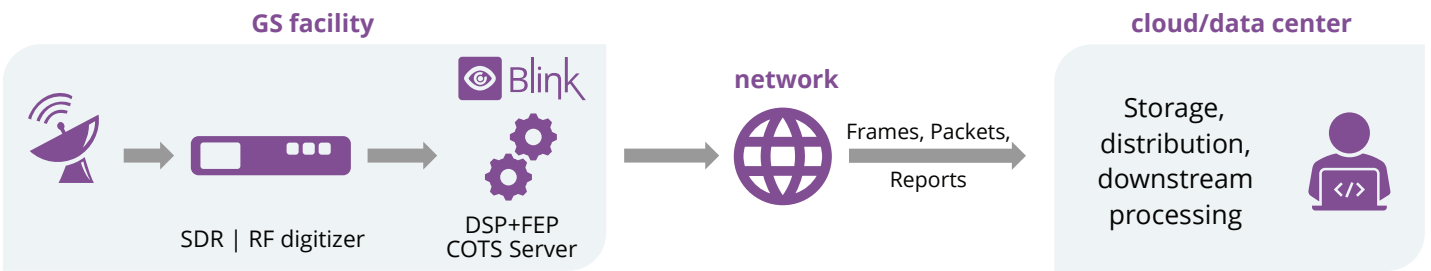 GS facility
Blink
SDR | RF digitizer
DSP+FEP
COTS Server
network
Frames, Packets,
Reports
cloud/data center
Storage,
distribution,
downstream
processing
</>